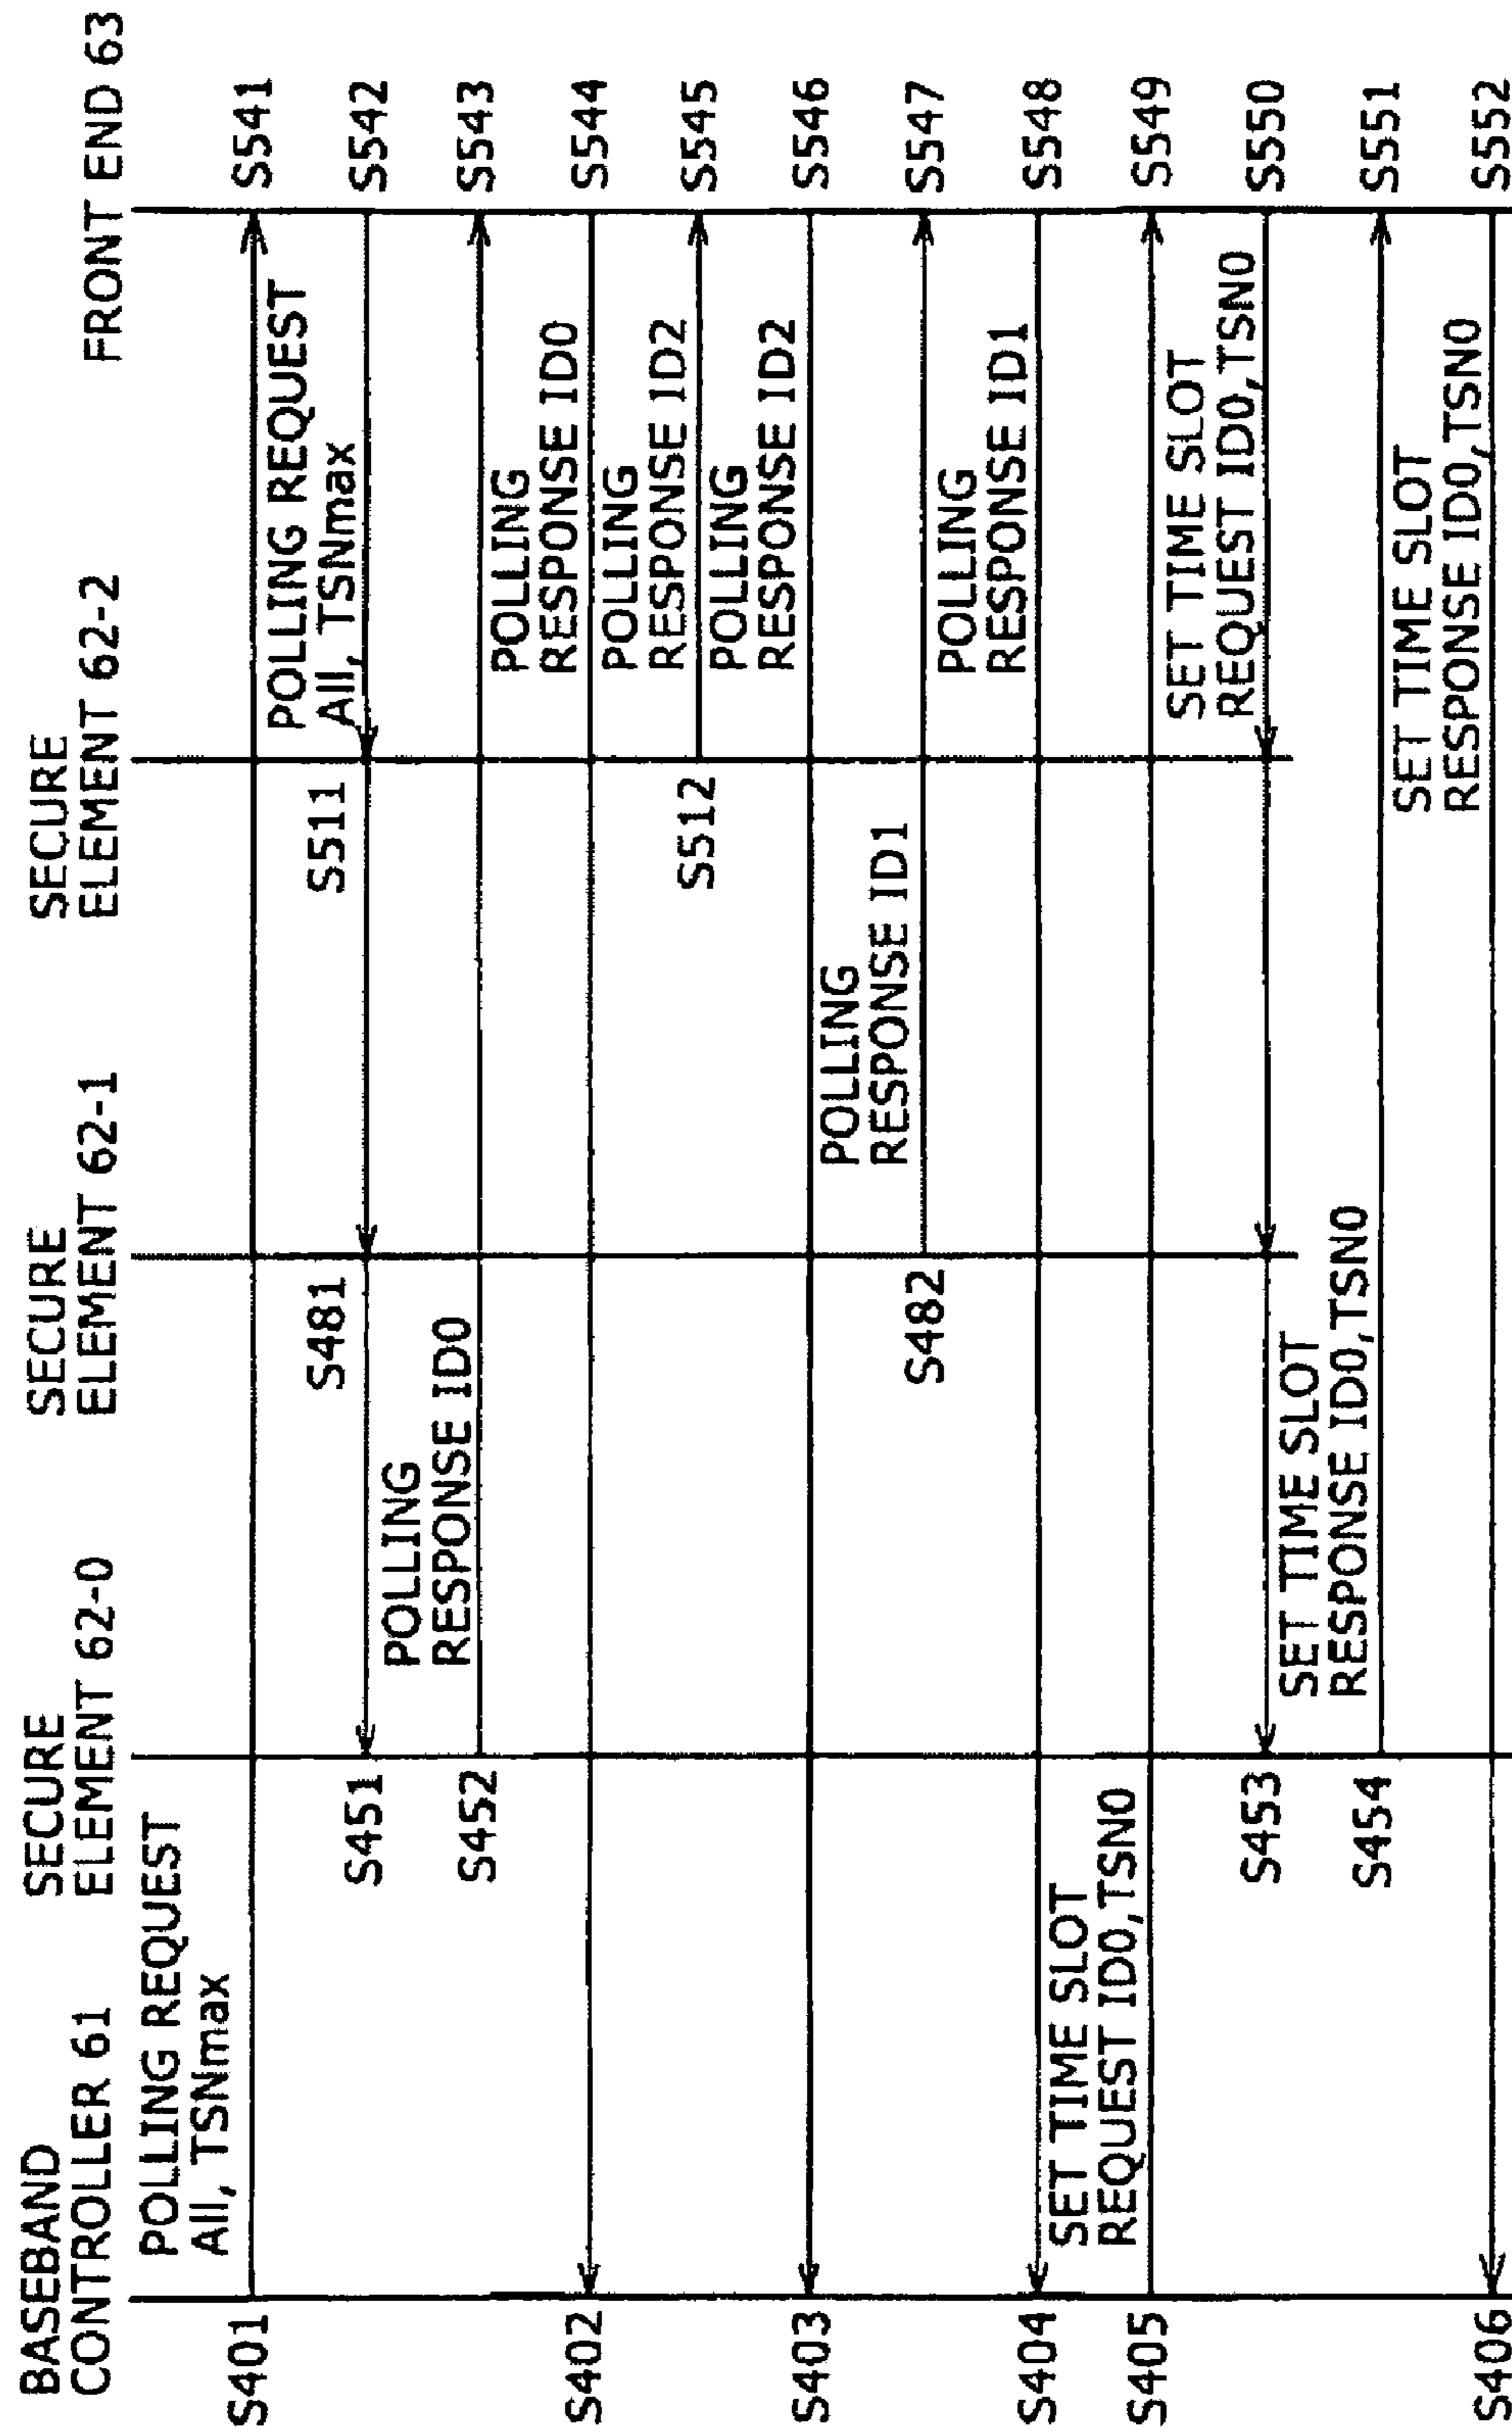 BASEBAND
CONTROLLER 61
SECURE
ELEMENT 62-0
SECURE
ELEMENT 62-1
SECURE
ELEMENT 62-2
FRONT END 63
POLLING REQUEST
All, TSNmax
S401
S541
POLLING REQUEST
All, TSNmax
S451
S481
S511
S542
POLLING
RESPONSE ID0
S452
S543
POLLING
RESPONSE ID0
S402
S544
POLLING
RESPONSE ID2
S512
S545
POLLING
RESPONSE ID2
S403
S546
POLLING
RESPONSE ID1
S482
S547
POLLING
RESPONSE ID1
S404
S548
SET TIME SLOT
REQUEST ID0,TSN0
S405
S549
SET TIME SLOT
REQUEST ID0,TSN0
S453
S550
SET TIME SLOT
RESPONSE ID0,TSN0
S454
S551
SET TIME SLOT
RESPONSE ID0,TSN0
S406
S552